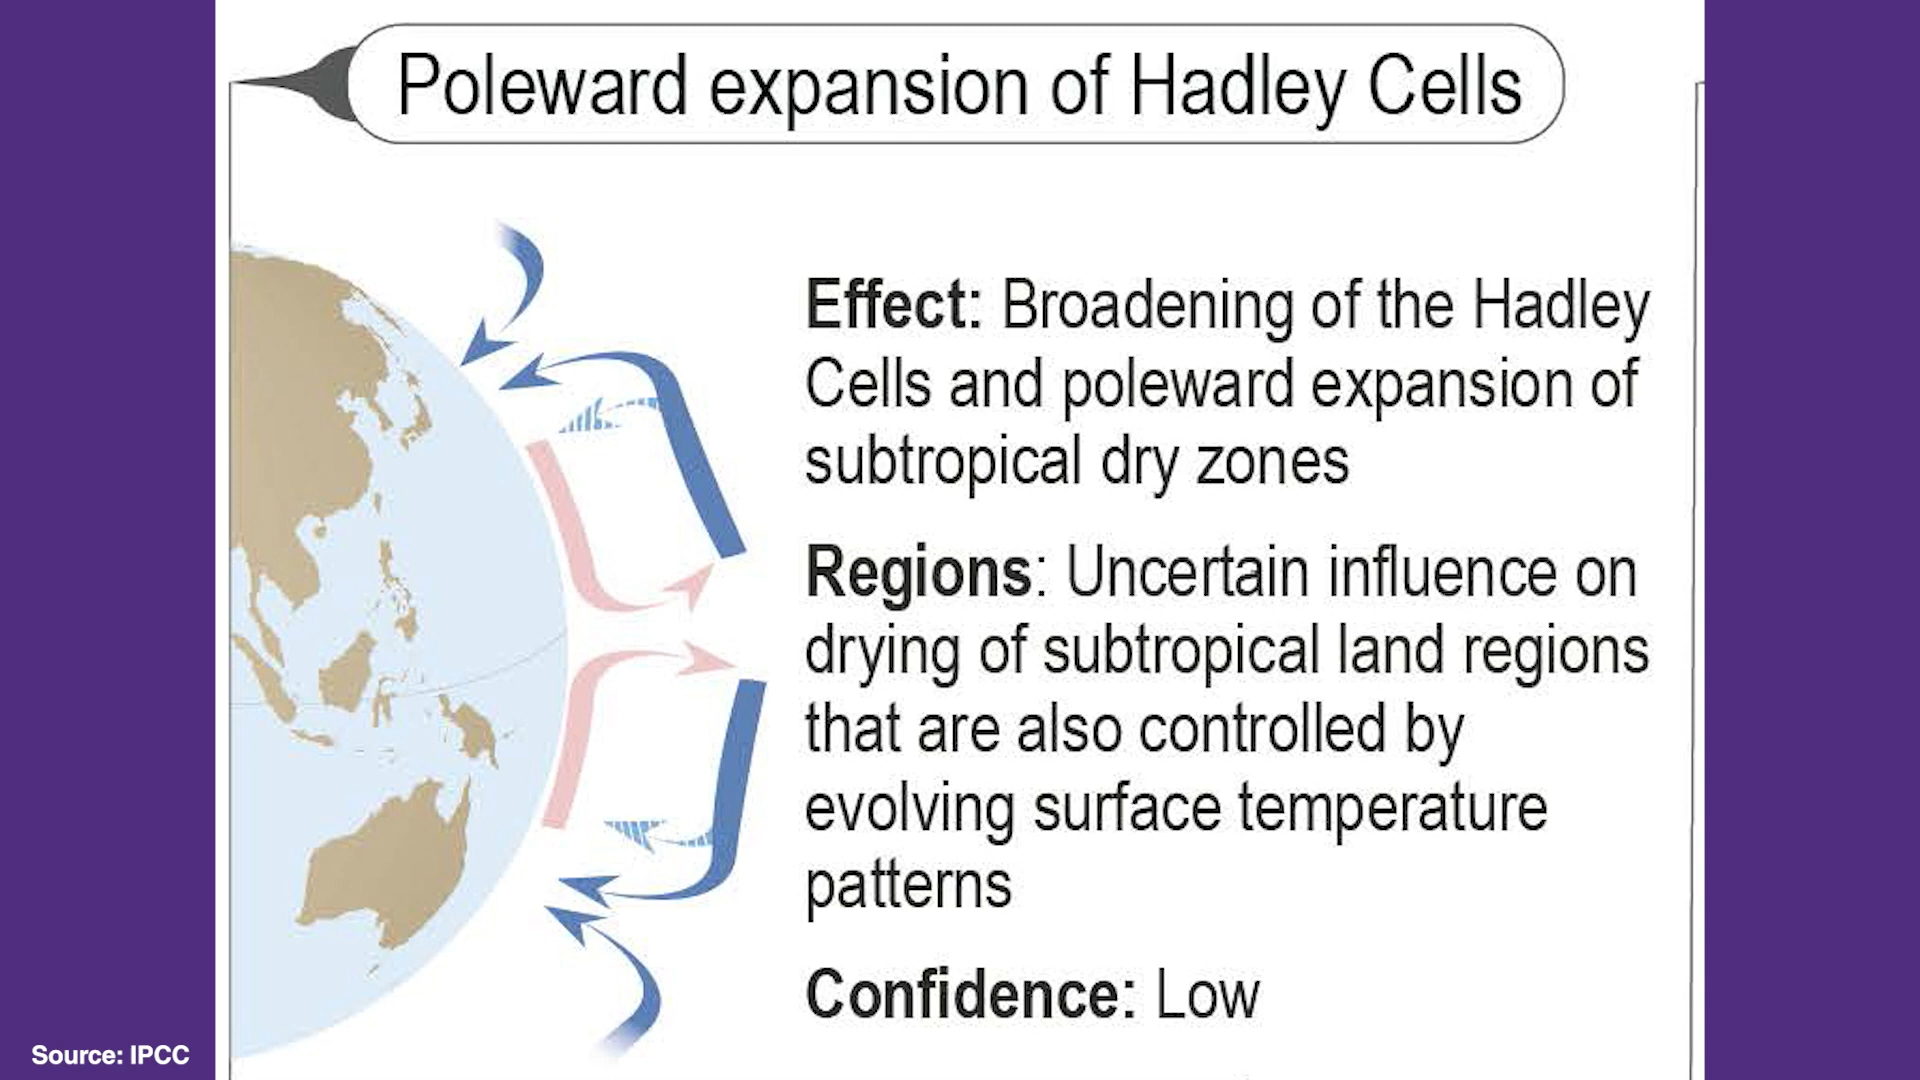 Poleward expansion of Hadley Cells
Effect: Broadening of the Hadley
Cells and poleward expansion of
subtropical dry zones
Regions: Uncertain influence on
drying of subtropical land regions
that are also controlled by
evolving surface temperature
patterns
Confidence: Low
Source: IPCC